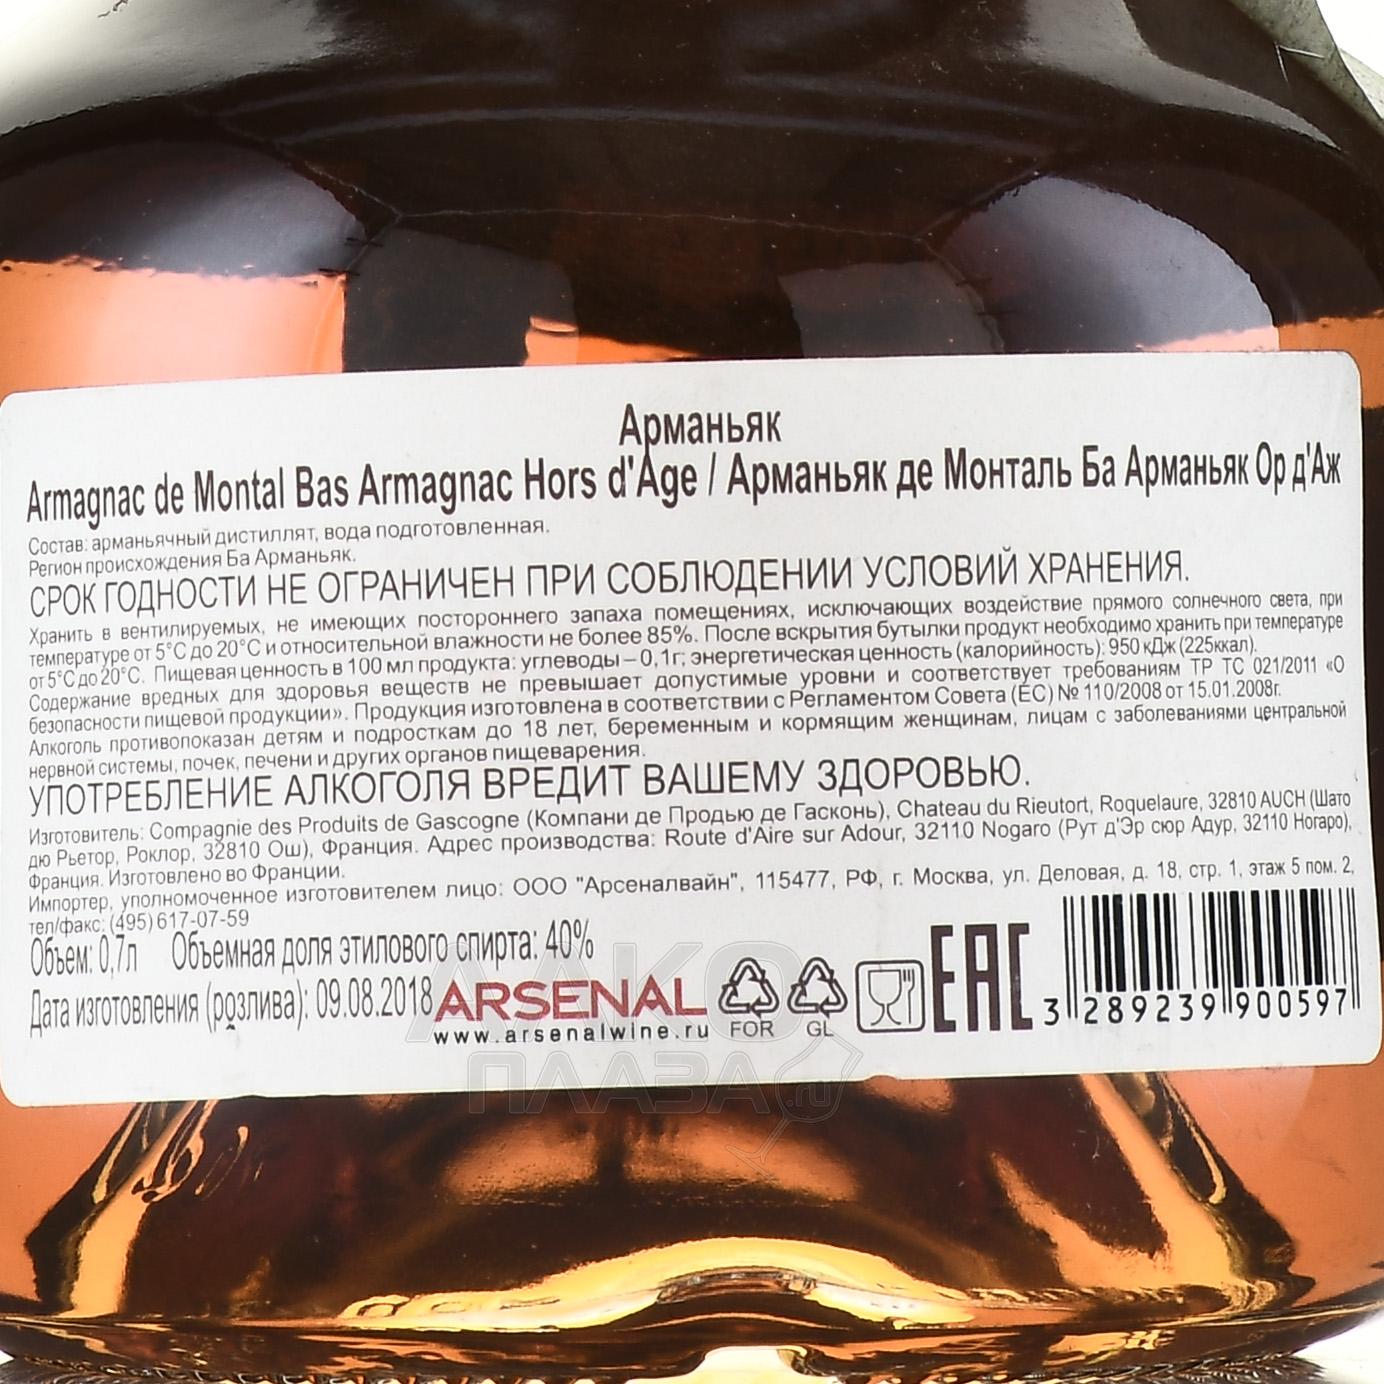 Арманьяк
Armagnac de Montal Bas Armagnac Hors d'Age / Арманьяк де Монталь Ба Арманьяк Ор д'Аж
Состав: арманьячный дистиллят, вода подготовленная.
Регион происхождения Ба Арманьяк.
СРОК ГОДНОСТИ НЕ ОГРАНИЧЕН ПРИ СОБЛЮДЕНИИ УСЛОВИЙ ХРАНЕНИЯ.
Хранить в вентилируемых, не имеющих постороннего запаха помещениях, исключающих воздействие прямого солнечного света, при
температуре от 5°С до 20°С и относительной влажности не более 85%. После вскрытия бутылки продукт необходимо хранить при температуре
от 5°С до 20°С. Пищевая ценность в 100 мл продукта: углеводы – 0,1г; энергетическая ценность (калорийность): 950 кДж (225ккал).
Содержание вредных для здоровья веществ не превышает допустимые уровни и соответствует требованиям ТР ТС 021/2011 «О
безопасности пищевой продукции». Продукция изготовлена в соответствии с Регламентом Совета (ЕС) № 110/2008 от 15.01.2008г.
Алкоголь противопоказан детям и подросткам до 18 лет, беременным и кормящим женщинам, лицам с заболеваниями центральной
нервной системы, почек, печени и других органов пищеварения.
УПОТРЕБЛЕНИЕ АЛКОГОЛЯ ВРЕДИТ ВАШЕМУ ЗДОРОВЬЮ.
Изготовитель: Compagnie des Produits de Gascogne (Компани де Продью де Гасконь), Chateau du Rieutort, Roquelaure, 32810 AUCH (Шато
дю Рьетор, Роклор, 32810 Ош), Франция. Адрес производства: Route d'Aire sur Adour, 32110 Nogaro (Рут д'Эр сюр Адур, 32110 Ногаро),
Франция. Изготовлено во Франции.
Импортер, уполномоченное изготовителем лицо: ООО "Арсеналвайн", 115477, РФ, г. Москва, ул. Деловая, д. 18, стр. 1, этаж 5 пом. 2,
тел/факс: (495) 617-07-59
Объем: 0,7л Объемная доля этилового спирта: 40%
Дата изготовления (розлива): 09.08.2018
ARSENAL
www.arsenalwine.ru
FOR
GL
EAC
3 289239 900597
АЛКО
ПЛАЗА.ru